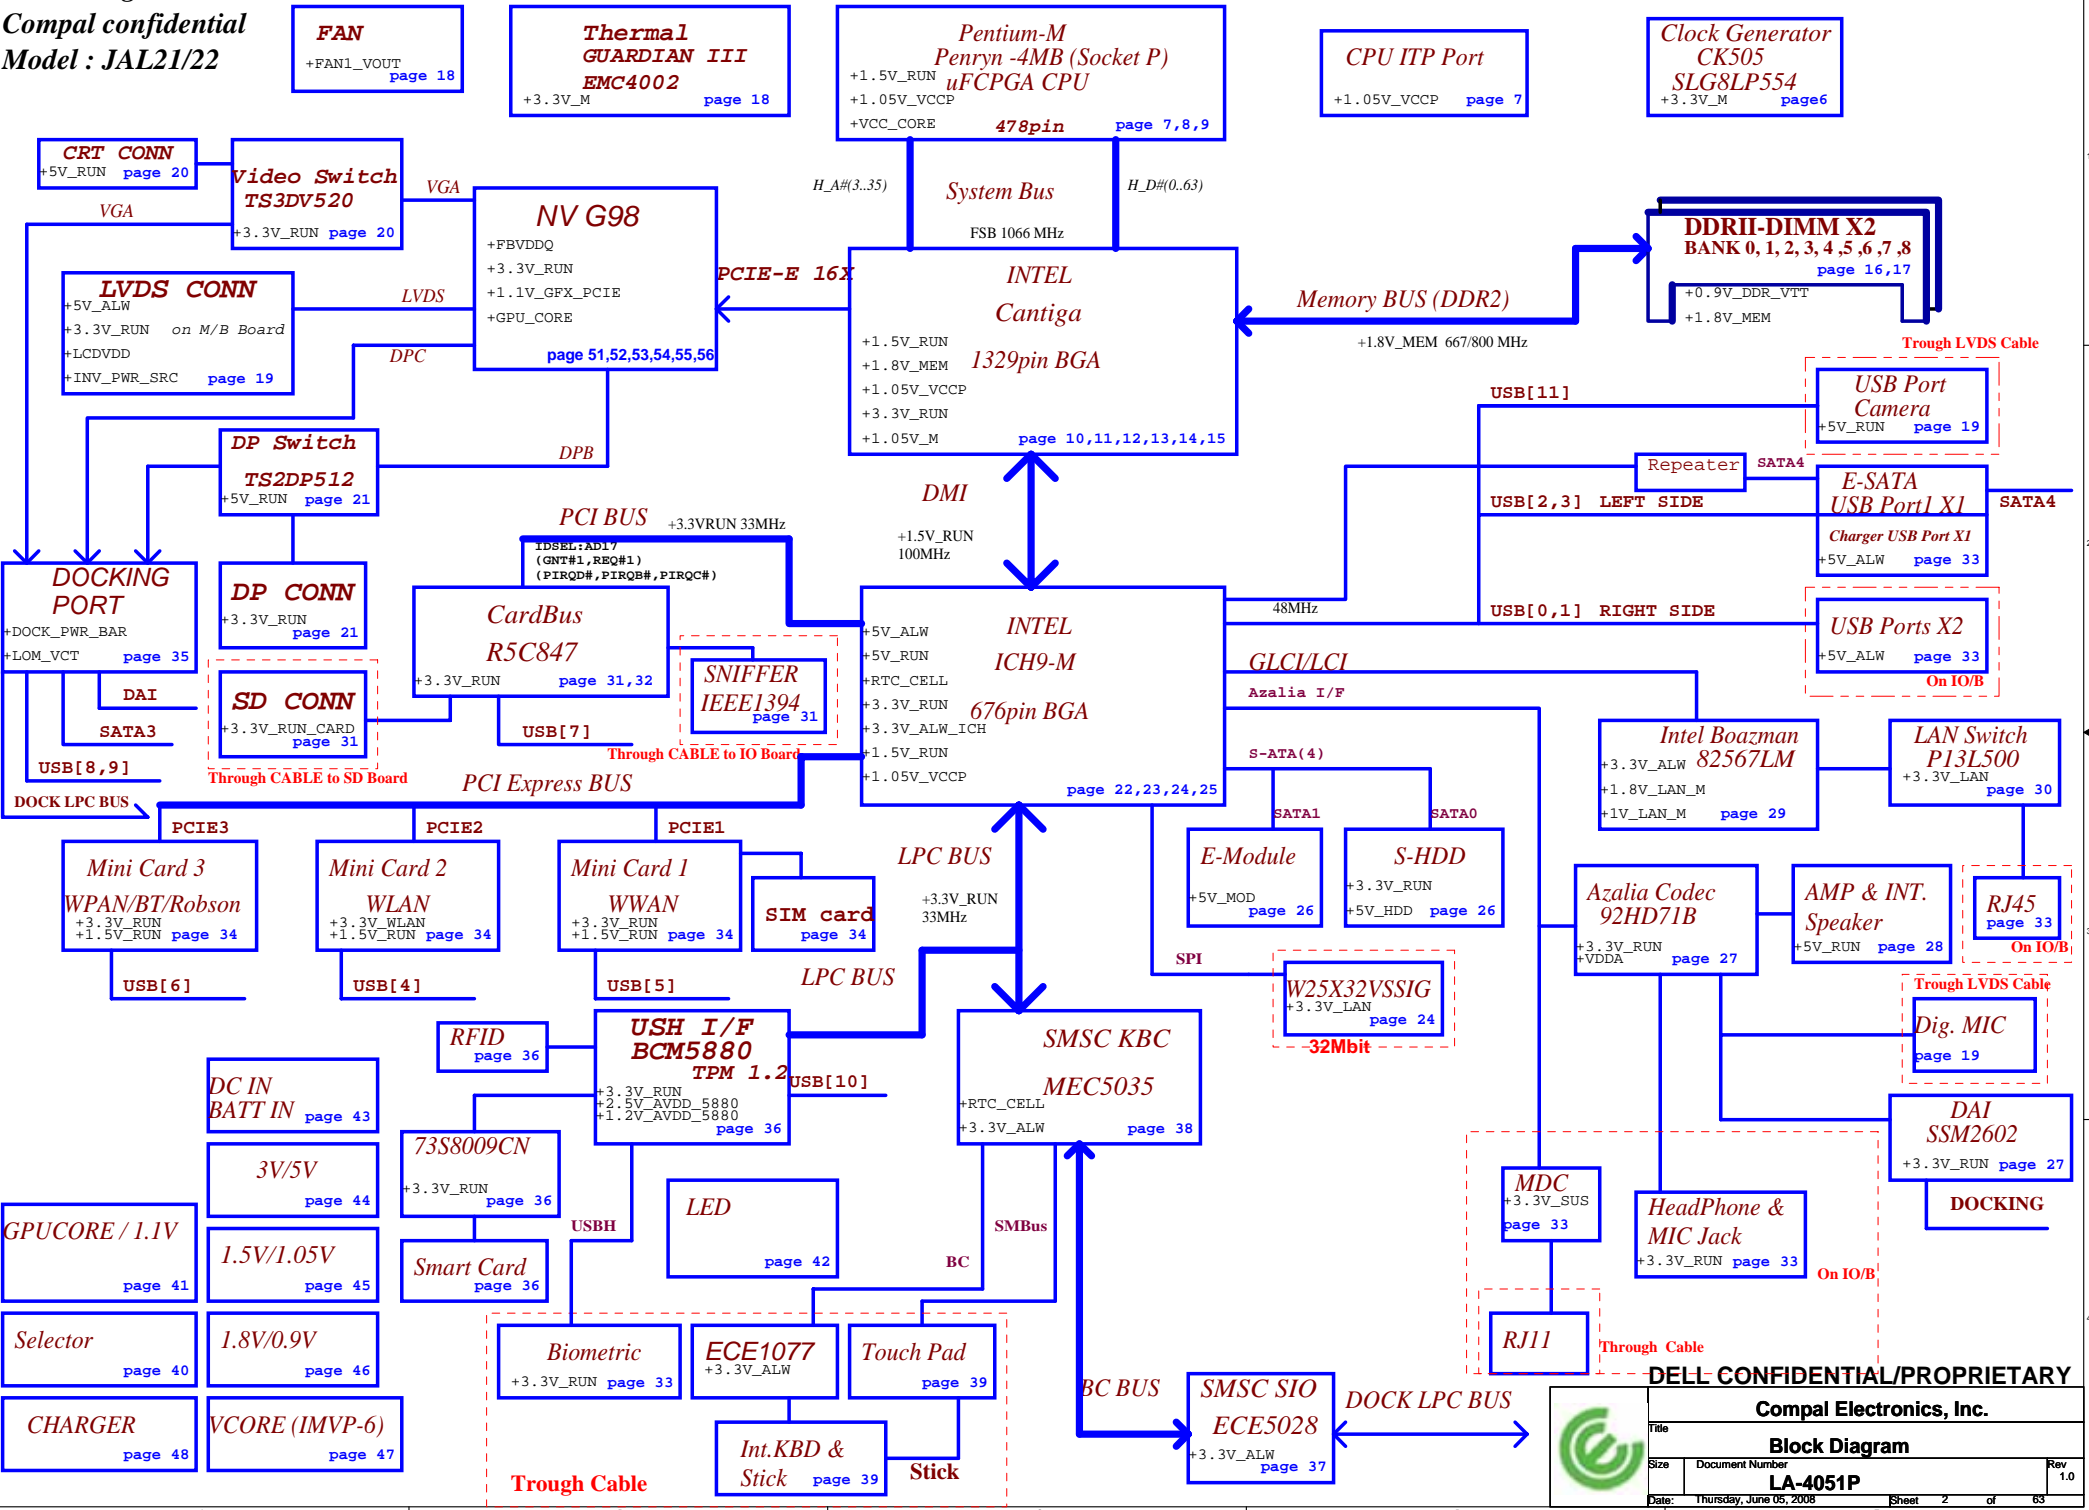 Compal confidential
Model : JAL21/22
FAN
+FAN1_VOUT
page 18
Thermal
GUARDIAN III
EMC4002
+3.3V_M
page 18
Pentium-M
Penryn -4MB (Socket P)
uFCPGA CPU
+1.5V_RUN
+1.05V_VCCP
+VCC_CORE
478pin
page 7,8,9
CPU ITP Port
+1.05V_VCCP
page 7
Clock Generator
CK505
SLG8LP554
+3.3V_M
page6
CRT CONN
+5V_RUN
page 20
Video Switch
TS3DV520
+3.3V_RUN
page 20
VGA
VGA
NV G98
+FBVDDQ
+3.3V_RUN
+1.1V_GFX_PCIE
+GPU_CORE
page 51,52,53,54,55,56
H_A#(3..35)
System Bus
H_D#(0..63)
FSB 1066 MHz
PCIE-E 16X
INTEL
Cantiga
1329pin BGA
+1.5V_RUN
+1.8V_MEM
+1.05V_VCCP
+3.3V_RUN
+1.05V_M
page 10,11,12,13,14,15
Memory BUS (DDR2)
+1.8V_MEM 667/800 MHz
DDRII-DIMM X2
BANK 0, 1, 2, 3, 4 ,5 ,6 ,7 ,8
page 16,17
+0.9V_DDR_VTT
+1.8V_MEM
LVDS CONN
+5V_ALW
+3.3V_RUN
on M/B Board
+LCDVDD
+INV_PWR_SRC
page 19
LVDS
DPC
DPB
DP Switch
TS2DP512
+5V_RUN
page 21
DP CONN
+3.3V_RUN
page 21
DOCKING
PORT
+DOCK_PWR_BAR
+LOM_VCT
page 35
DAI
SATA3
USB[8,9]
DOCK LPC BUS
SD CONN
+3.3V_RUN_CARD
page 31
Through CABLE to SD Board
PCI BUS
+3.3VRUN 33MHz
IDSEL:AD17
(GNT#1,REQ#1)
(PIRQD#,PIRQB#,PIRQC#)
CardBus
R5C847
+3.3V_RUN
page 31,32
USB[7]
SNIFFER
IEEE1394
page 31
Through CABLE to IO Board
DMI
+1.5V_RUN
100MHz
INTEL
ICH9-M
676pin BGA
+5V_ALW
+5V_RUN
+RTC_CELL
+3.3V_RUN
+3.3V_ALW_ICH
+1.5V_RUN
+1.05V_VCCP
page 22,23,24,25
Trough LVDS Cable
USB[11]
USB Port
Camera
+5V_RUN
page 19
Repeater
SATA4
E-SATA
USB Port1 X1
Charger USB Port X1
+5V_ALW
page 33
SATA4
USB[2,3] LEFT SIDE
48MHz
USB[0,1] RIGHT SIDE
USB Ports X2
+5V_ALW
page 33
On IO/B
GLCI/LCI
Azalia I/F
S-ATA(4)
SATA1
SATA0
Intel Boazman
82567LM
+3.3V_ALW
+1.8V_LAN_M
+1V_LAN_M
page 29
LAN Switch
P13L500
+3.3V_LAN
page 30
RJ45
page 33
On IO/B
PCI Express BUS
PCIE3
PCIE2
PCIE1
Mini Card 3
WPAN/BT/Robson
+3.3V_RUN
+1.5V_RUN
page 34
USB[6]
Mini Card 2
WLAN
+3.3V_WLAN
+1.5V_RUN
page 34
USB[4]
Mini Card 1
WWAN
+3.3V_RUN
+1.5V_RUN
page 34
USB[5]
SIM card
page 34
LPC BUS
+3.3V_RUN
33MHz
LPC BUS
E-Module
+5V_MOD
page 26
S-HDD
+3.3V_RUN
+5V_HDD
page 26
SPI
W25X32VSSIG
+3.3V_LAN
page 24
32Mbit
Azalia Codec
92HD71B
+3.3V_RUN
+VDDA
page 27
AMP & INT.
Speaker
+5V_RUN
page 28
Trough LVDS Cable
Dig. MIC
page 19
DAI
SSM2602
+3.3V_RUN
page 27
DOCKING
RFID
page 36
USH I/F
BCM5880
TPM 1.2
+3.3V_RUN
+2.5V_AVDD_5880
+1.2V_AVDD_5880
page 36
USB[10]
SMSC KBC
MEC5035
+RTC_CELL
+3.3V_ALW
page 38
DC IN
BATT IN
page 43
73S8009CN
+3.3V_RUN
page 36
Smart Card
page 36
3V/5V
page 44
GPUCORE / 1.1V
page 41
1.5V/1.05V
page 45
Selector
page 40
1.8V/0.9V
page 46
CHARGER
page 48
VCORE (IMVP-6)
page 47
LED
page 42
USBH
BC
SMBus
Biometric
+3.3V_RUN
page 33
ECE1077
+3.3V_ALW
Touch Pad
page 39
Int.KBD &
Stick
page 39
Stick
Trough Cable
BC BUS
SMSC SIO
ECE5028
+3.3V_ALW
page 37
DOCK LPC BUS
MDC
+3.3V_SUS
page 33
HeadPhone &
MIC Jack
+3.3V_RUN
page 33
On IO/B
RJ11
Through Cable
DELL CONFIDENTIAL/PROPRIETARY
Compal Electronics, Inc.
Title
Block Diagram
Size
Document Number
LA-4051P
Rev
1.0
Date:
Thursday, June 05, 2008
Sheet 2 of 63